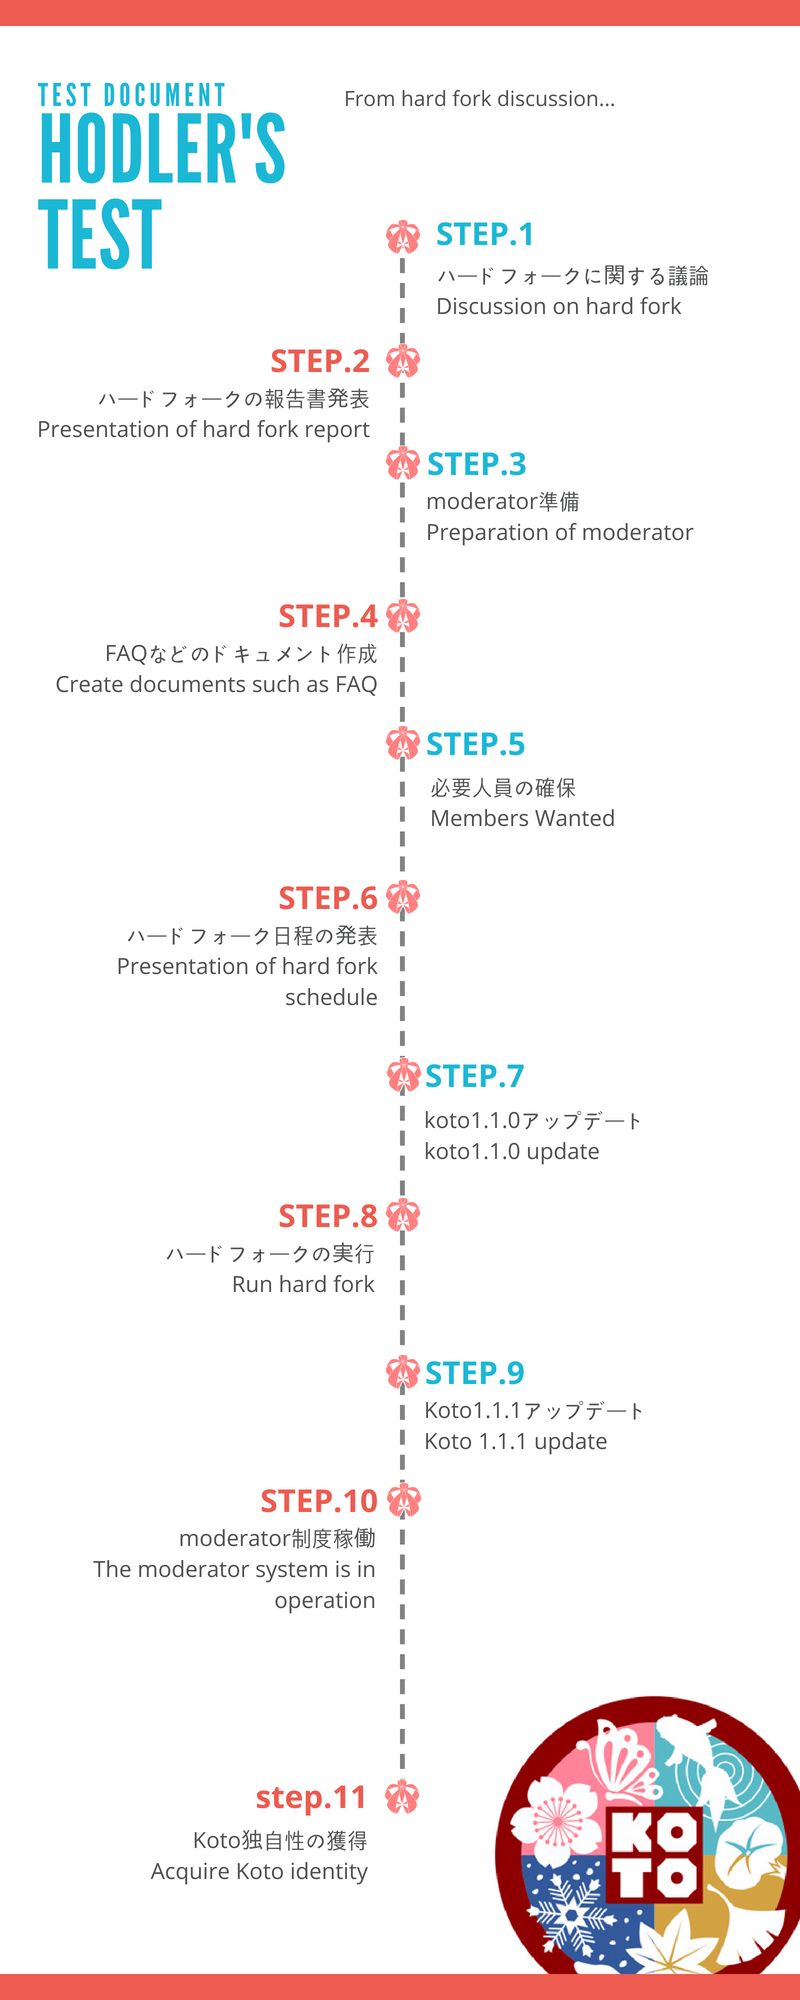 TEST DOCUMENT
HODLER'S
TEST
From hard fork discussion...
STEP.1
ハードフォークに関する議論
Discussion on hard fork
STEP.2
ハードフォークの報告書発表
Presentation of hard fork report
STEP.3
moderator準備
Preparation of moderator
STEP.4
FAQなどのドキュメント作成
Create documents such as FAQ
STEP.5
必要人員の確保
Members Wanted
STEP.6
ハードフォーク日程の発表
Presentation of hard fork
schedule
STEP.7
koto1.1.0アップデート
koto1.1.0 update
STEP.8
ハードフォークの実行
Run hard fork
STEP.9
Koto1.1.1アップデート
Koto 1.1.1 update
STEP.10
moderator制度稼働
The moderator system is in
operation
step.11
Koto独自性の獲得
Acquire Koto identity
KO
TO